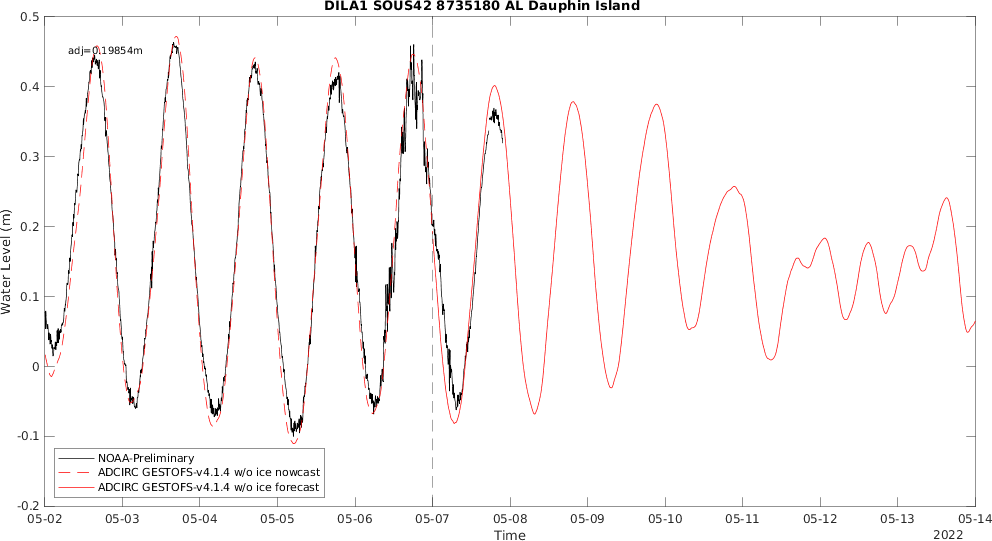 DILA1 SOUS42 8735180 AL Dauphin Island
adj=0.19854m
0.5
0.4
0.3
0.2
0.1
0
-0.1
-0.2
Water Level (m)
NOAA-Preliminary
ADCIRC GESTOFS-v4.1.4 w/o ice nowcast
ADCIRC GESTOFS-v4.1.4 w/o ice forecast
05-02 05-03 05-04 05-05 05-06 05-07 05-08 05-09 05-10 05-11 05-12 05-13 05-14
Time
2022